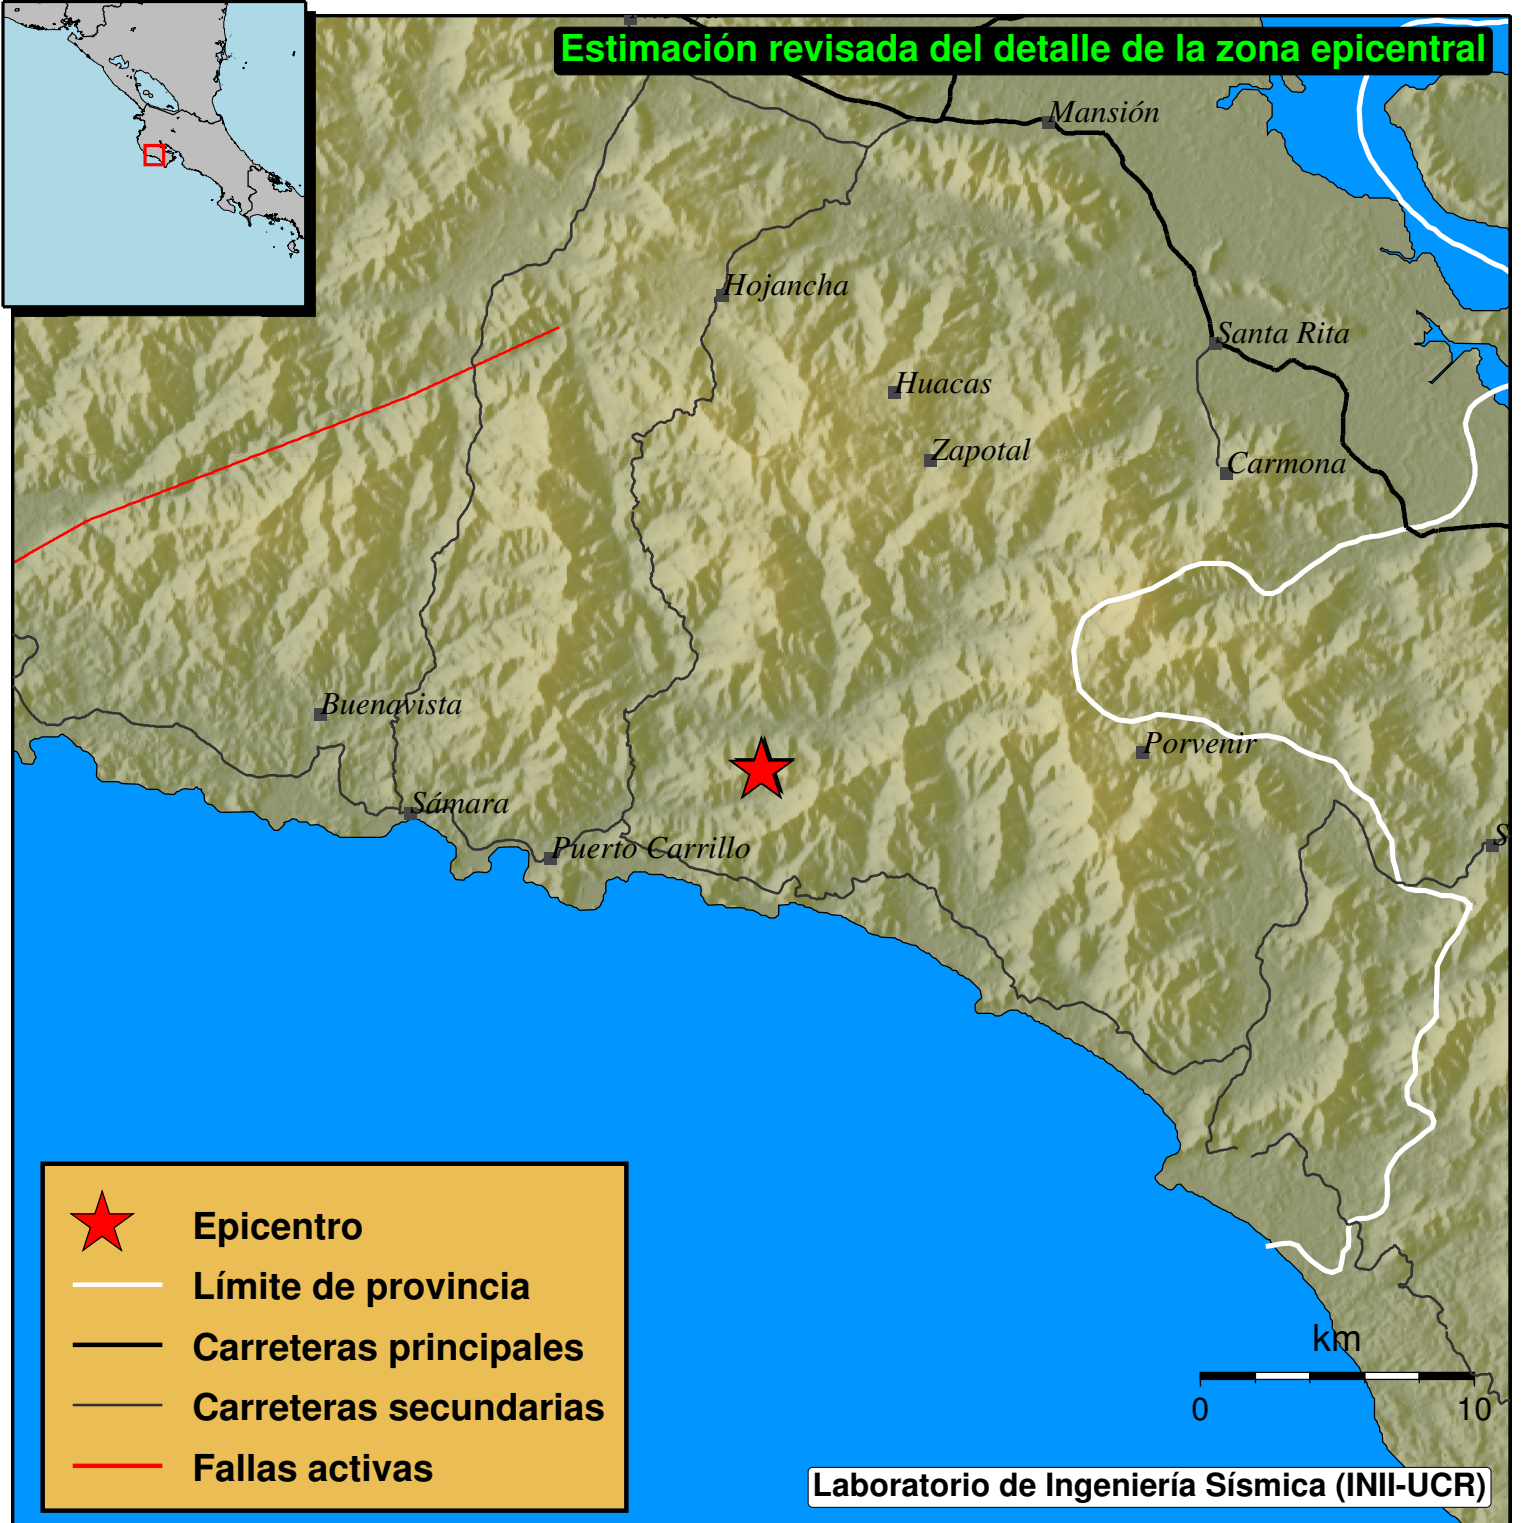 Estimación revisada del detalle de la zona epicentral
Mansión
Hojancha
Santa Rita
Huacas
Zapotal
Carmona
Buenavista
Porvenir
Sámara
Puerto Carrillo
S
Epicentro
Límite de provincia
Carreteras principales
Carreteras secundarias
Fallas activas
km
0 10
Laboratorio de Ingeniería Sísmica (INII-UCR)